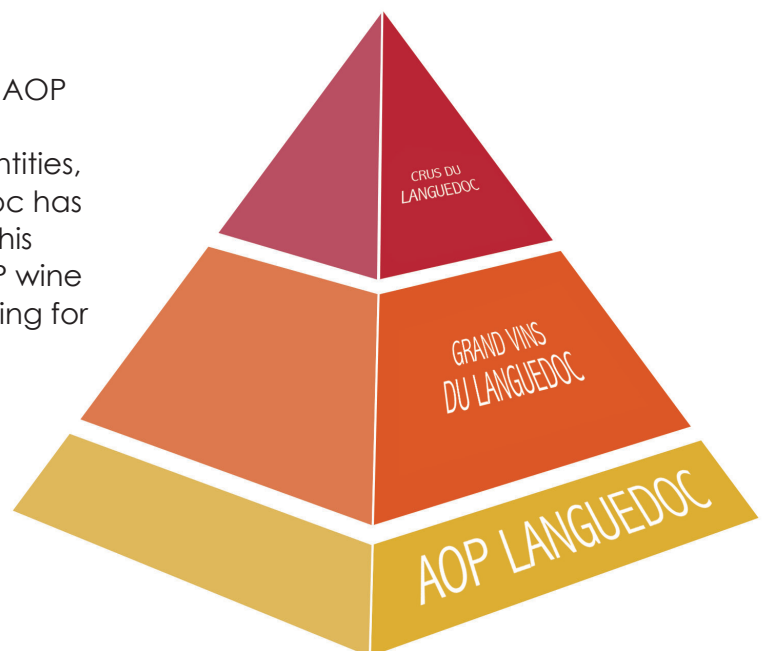 AOP
ntities,
oc has
his
P wine
ing for
CRUS DU
LANGUEDOC
GRAND VINS
DU LANGUEDOC
AOP LANGUEDOC